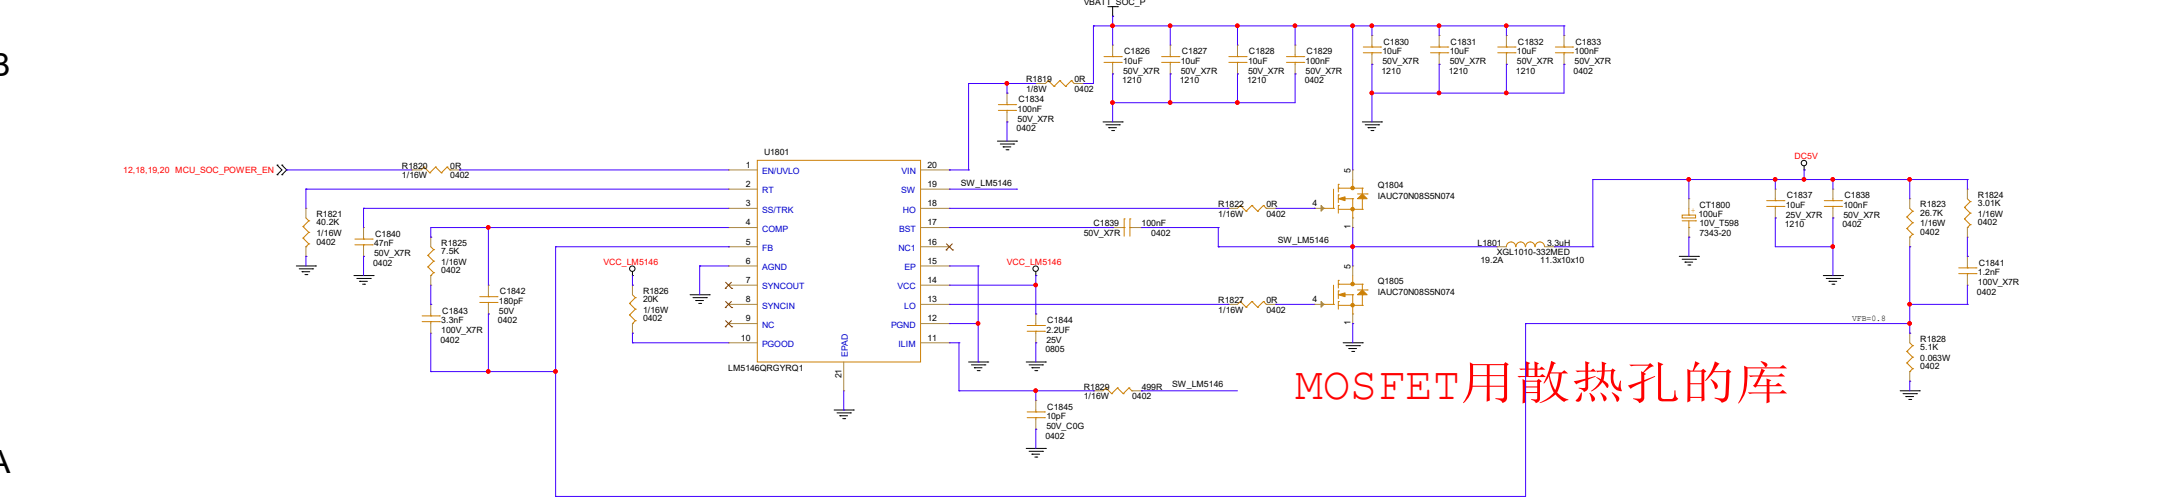 VBATT_SOC_P
B
C1826
10uF
50V_X7R
1210
C1827
10uF
50V_X7R
1210
C1828
10uF
50V_X7R
1210
C1829
100nF
50V_X7R
0402
C1830
10uF
50V_X7R
1210
C1831
10uF
50V_X7R
1210
C1832
10uF
50V_X7R
1210
C1833
100nF
50V_X7R
0402
R1819 0R
1/8W 0402
C1834
100nF
50V_X7R
0402
U1801
12,18,19,20 MCU_SOC_POWER_EN
R1820 0R
1/16W 0402
1 EN/UVLO
2 RT
3 SS/TRK
4 COMP
5 FB
6 AGND
7 SYNCOUT
8 SYNCIN
9 NC
10 PGOOD
VIN 20
SW 19
HO 18
BST 17
NC1 16
EP 15
VCC 14
LO 13
PGND 12
ILIM 11
EPAD
21
LM5146QRGYRQ1
R1821
40.2K
1/16W
0402
C1840
47nF
50V_X7R
0402
R1825
7.5K
1/16W
0402
C1843
3.3nF
100V_X7R
0402
C1842
180pF
50V
0402
VCC_LM5146
R1826
20K
1/16W
0402
SW_LM5146
R1822 0R
1/16W 0402
C1839 100nF
50V_X7R 0402
SW_LM5146
VCC_LM5146
C1844
2.2UF
25V
0805
R1827 0R
1/16W 0402
R1829 499R
1/16W 0402
SW_LM5146
C1845
10pF
50V_C0G
0402
5
4
1
Q1804
IAUC70N08S5N074
5
4
1
Q1805
IAUC70N08S5N074
L1801 3.3uH
XGL1010-332MED
19.2A 11.3x10x10
DC5V
CT1800
100uF
10V_T598
7343-20
C1837
10uF
25V_X7R
1210
C1838
100nF
50V_X7R
0402
R1823
26.7K
1/16W
0402
R1824
3.01K
1/16W
0402
C1841
1.2nF
100V_X7R
0402
VFB=0.8
R1828
5.1K
0.063W
0402
MOSFET用散热孔的库
A